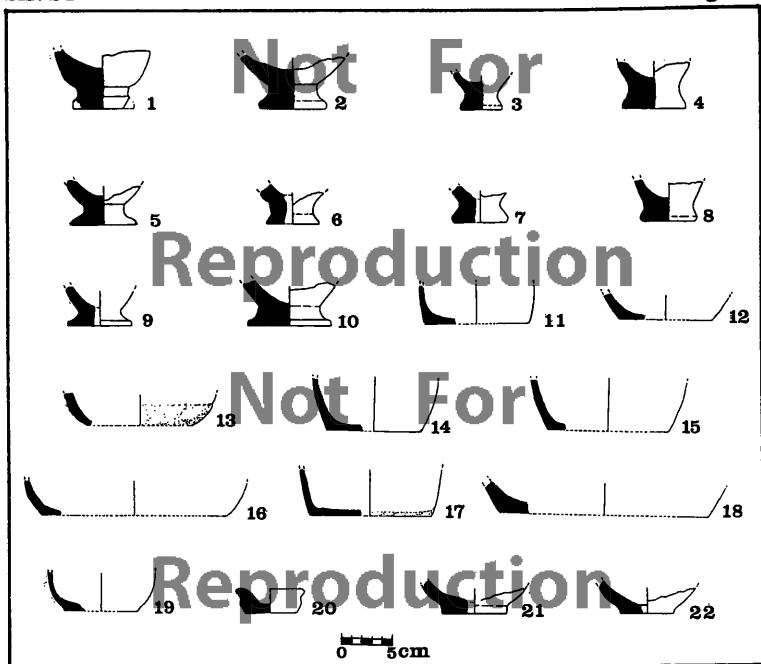 Not For
1 2 3 4
5 6 7 8
Reproduction
9 10 11 12
Not For
13 14 15
16 17 18
Reproduction
19 20 21 22
0 5cm